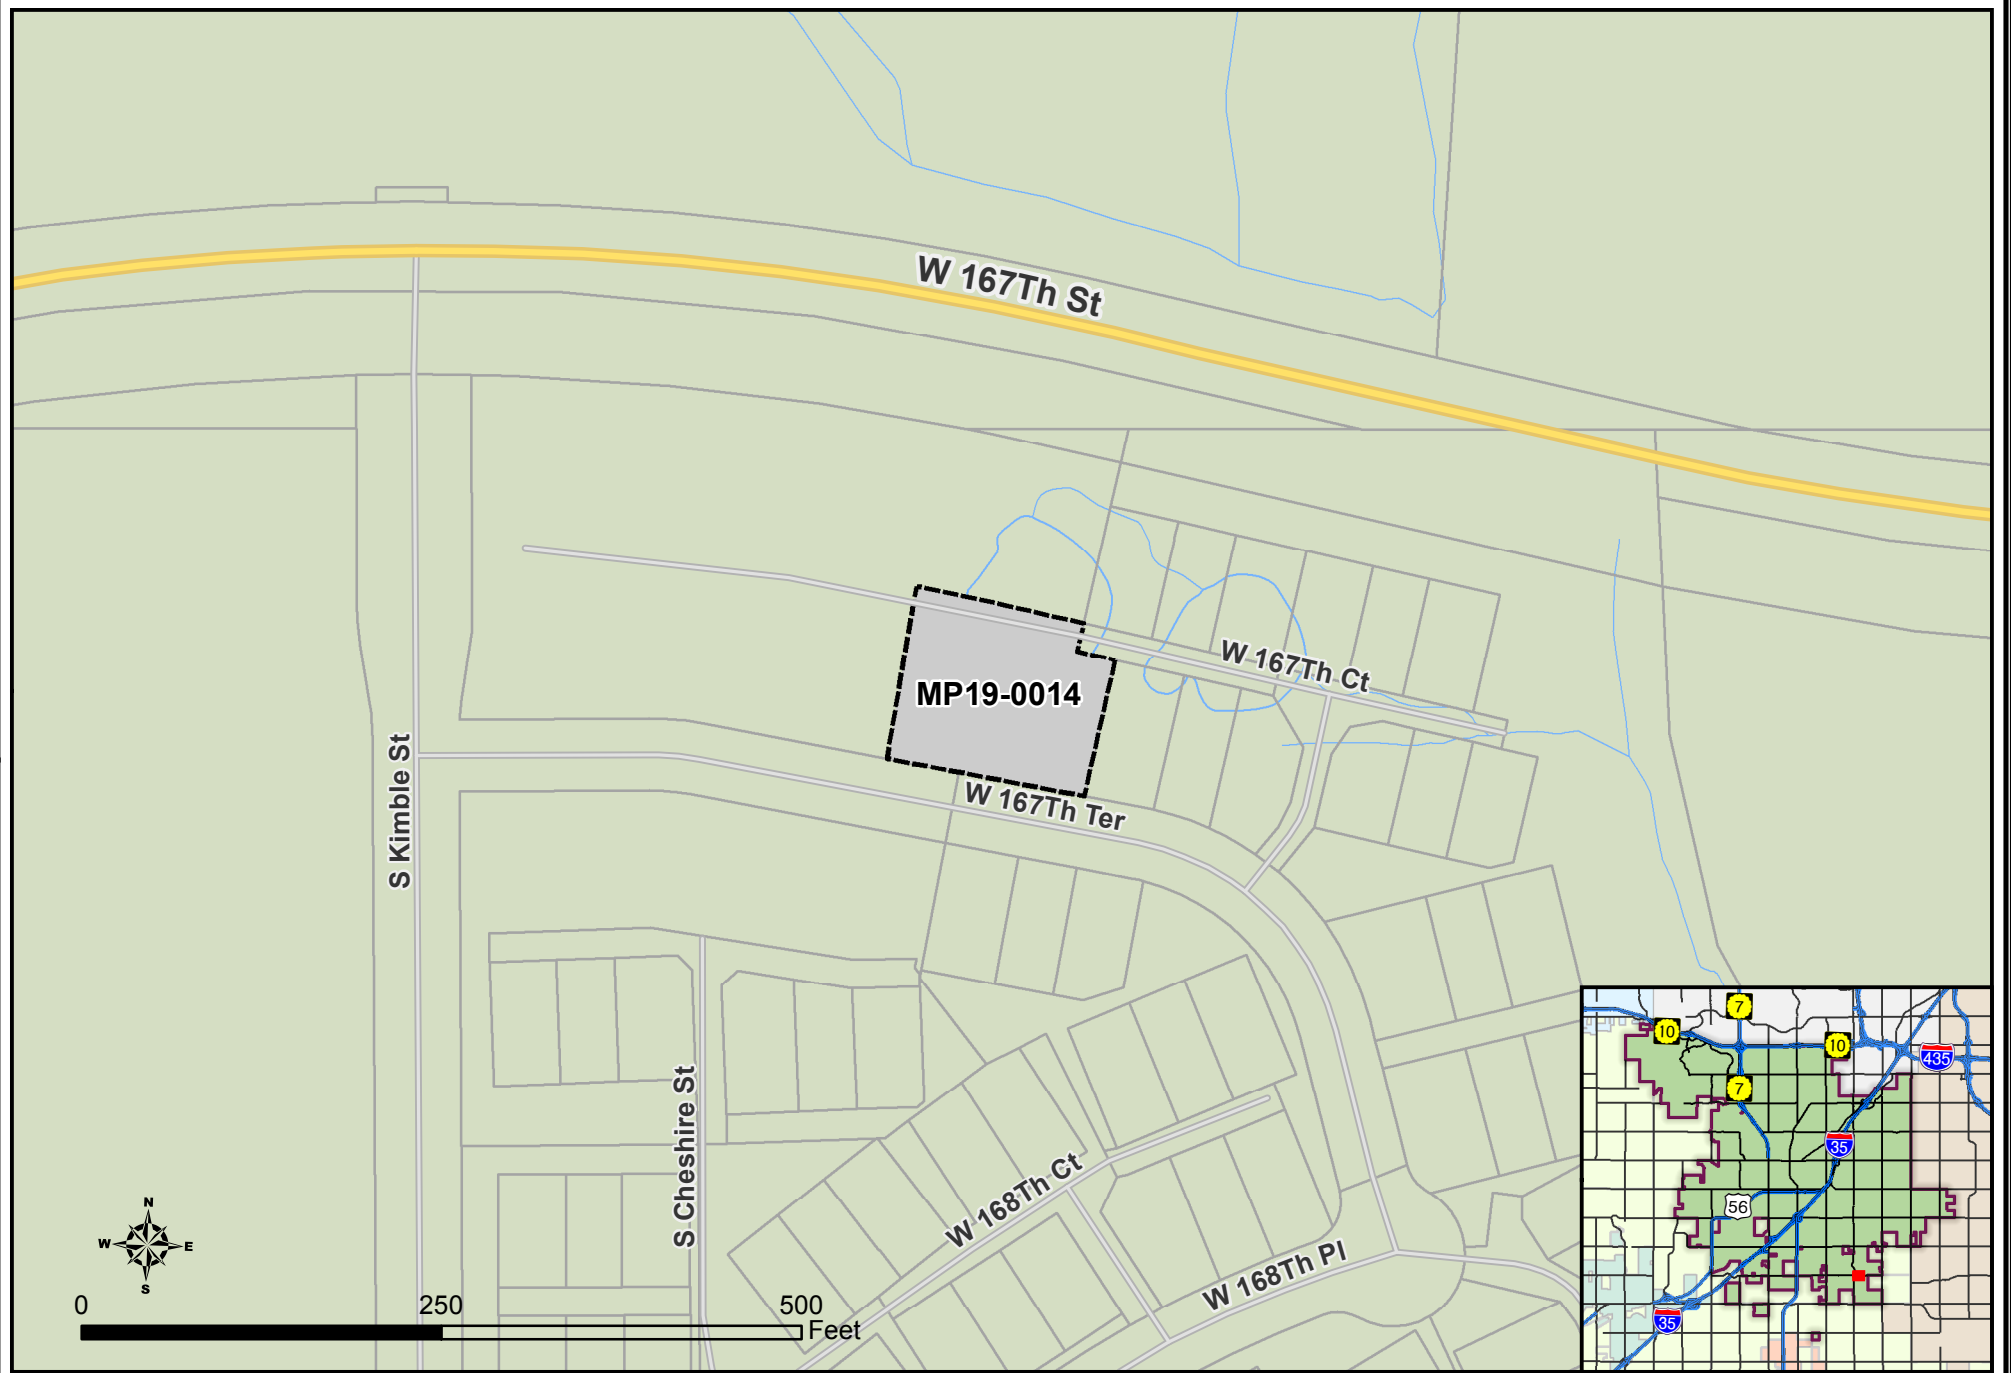 W 167Th St
W 167Th Ct
MP19-0014
W 167Th Ter
S Kimble St
S Cheshire St
W 168Th Ct
W 168Th Pl
N
W
E
S
0
250
500
Feet
7
10
10
435
7
35
56
35